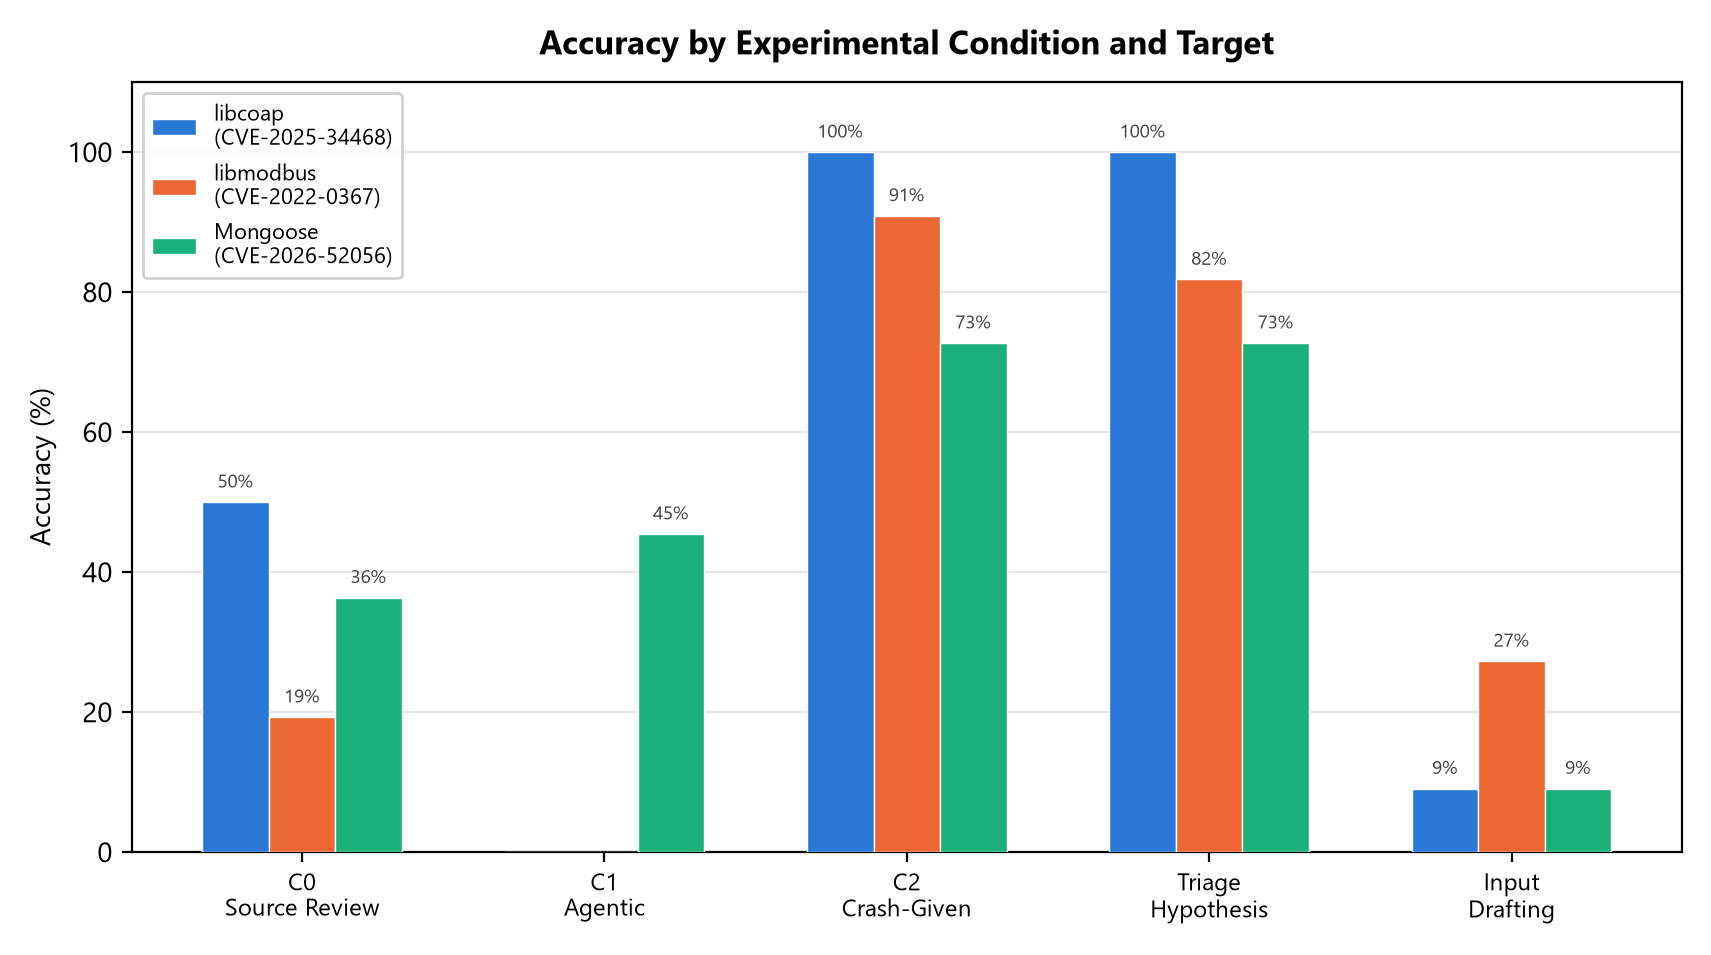 Accuracy by Experimental Condition and Target
libcoap
(CVE-2025-34468)
libmodbus
(CVE-2022-0367)
Mongoose
(CVE-2026-52056)
Accuracy (%)
100
80
60
40
20
0
50%
19%
36%
45%
100%
91%
73%
100%
82%
73%
9%
27%
9%
C0
Source Review
C1
Agentic
C2
Crash-Given
Triage
Hypothesis
Input
Drafting